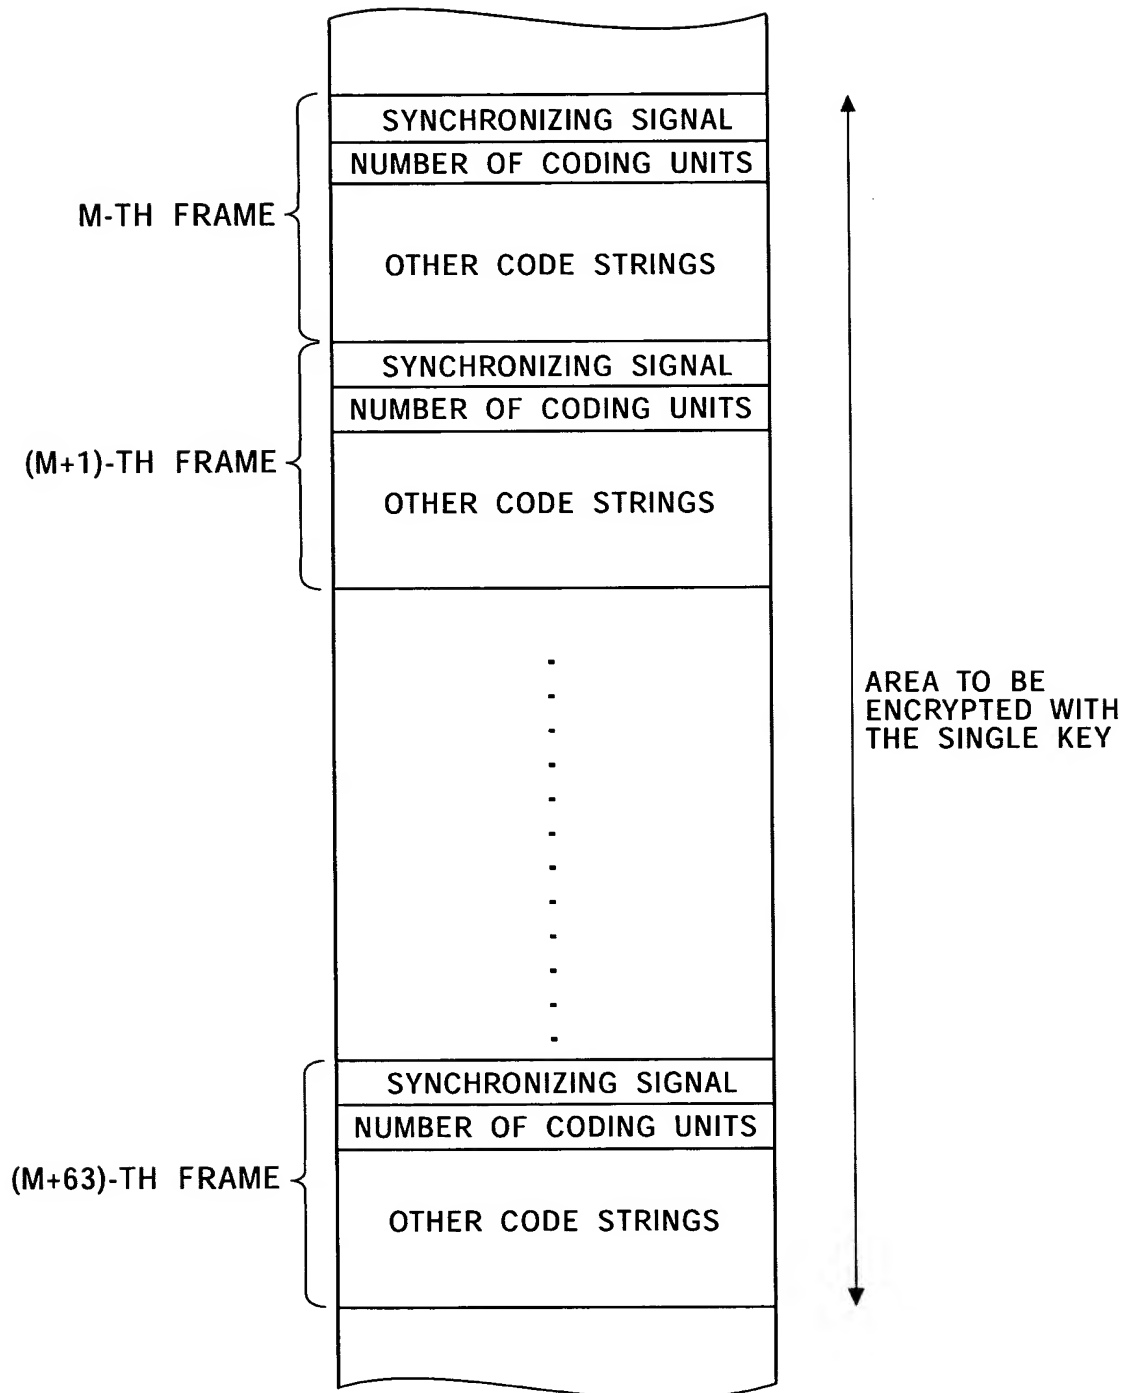 SYNCHRONIZING SIGNAL
NUMBER OF CODING UNITS
M-TH FRAME
OTHER CODE STRINGS
SYNCHRONIZING SIGNAL
NUMBER OF CODING UNITS
(M+1)-TH FRAME
OTHER CODE STRINGS
AREA TO BE
ENCRYPTED WITH
THE SINGLE KEY
SYNCHRONIZING SIGNAL
NUMBER OF CODING UNITS
(M+63)-TH FRAME
OTHER CODE STRINGS